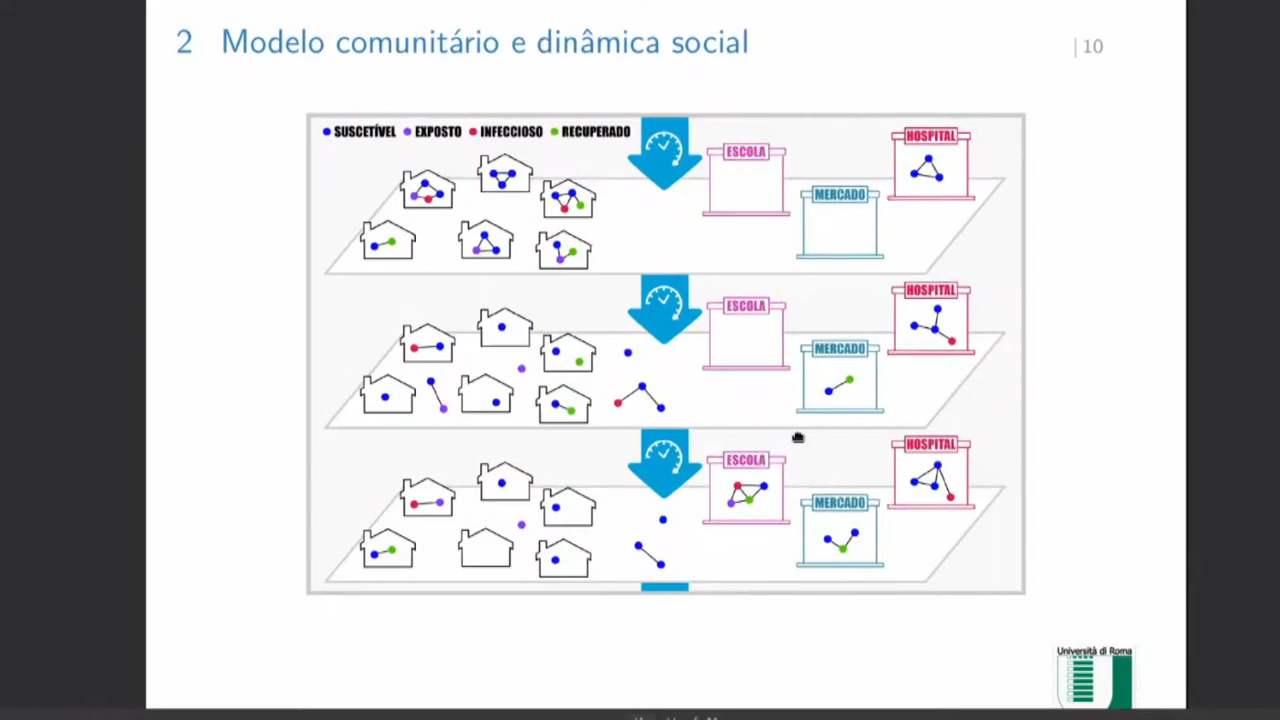 2 Modelo comunitário e dinâmica social
| 10
SUSCETÍVEL EXPOSTO INFECCIOSO RECUPERADO
ESCOLA
HOSPITAL
MERCADO
ESCOLA
HOSPITAL
MERCADO
ESCOLA
HOSPITAL
MERCADO
Università di Roma